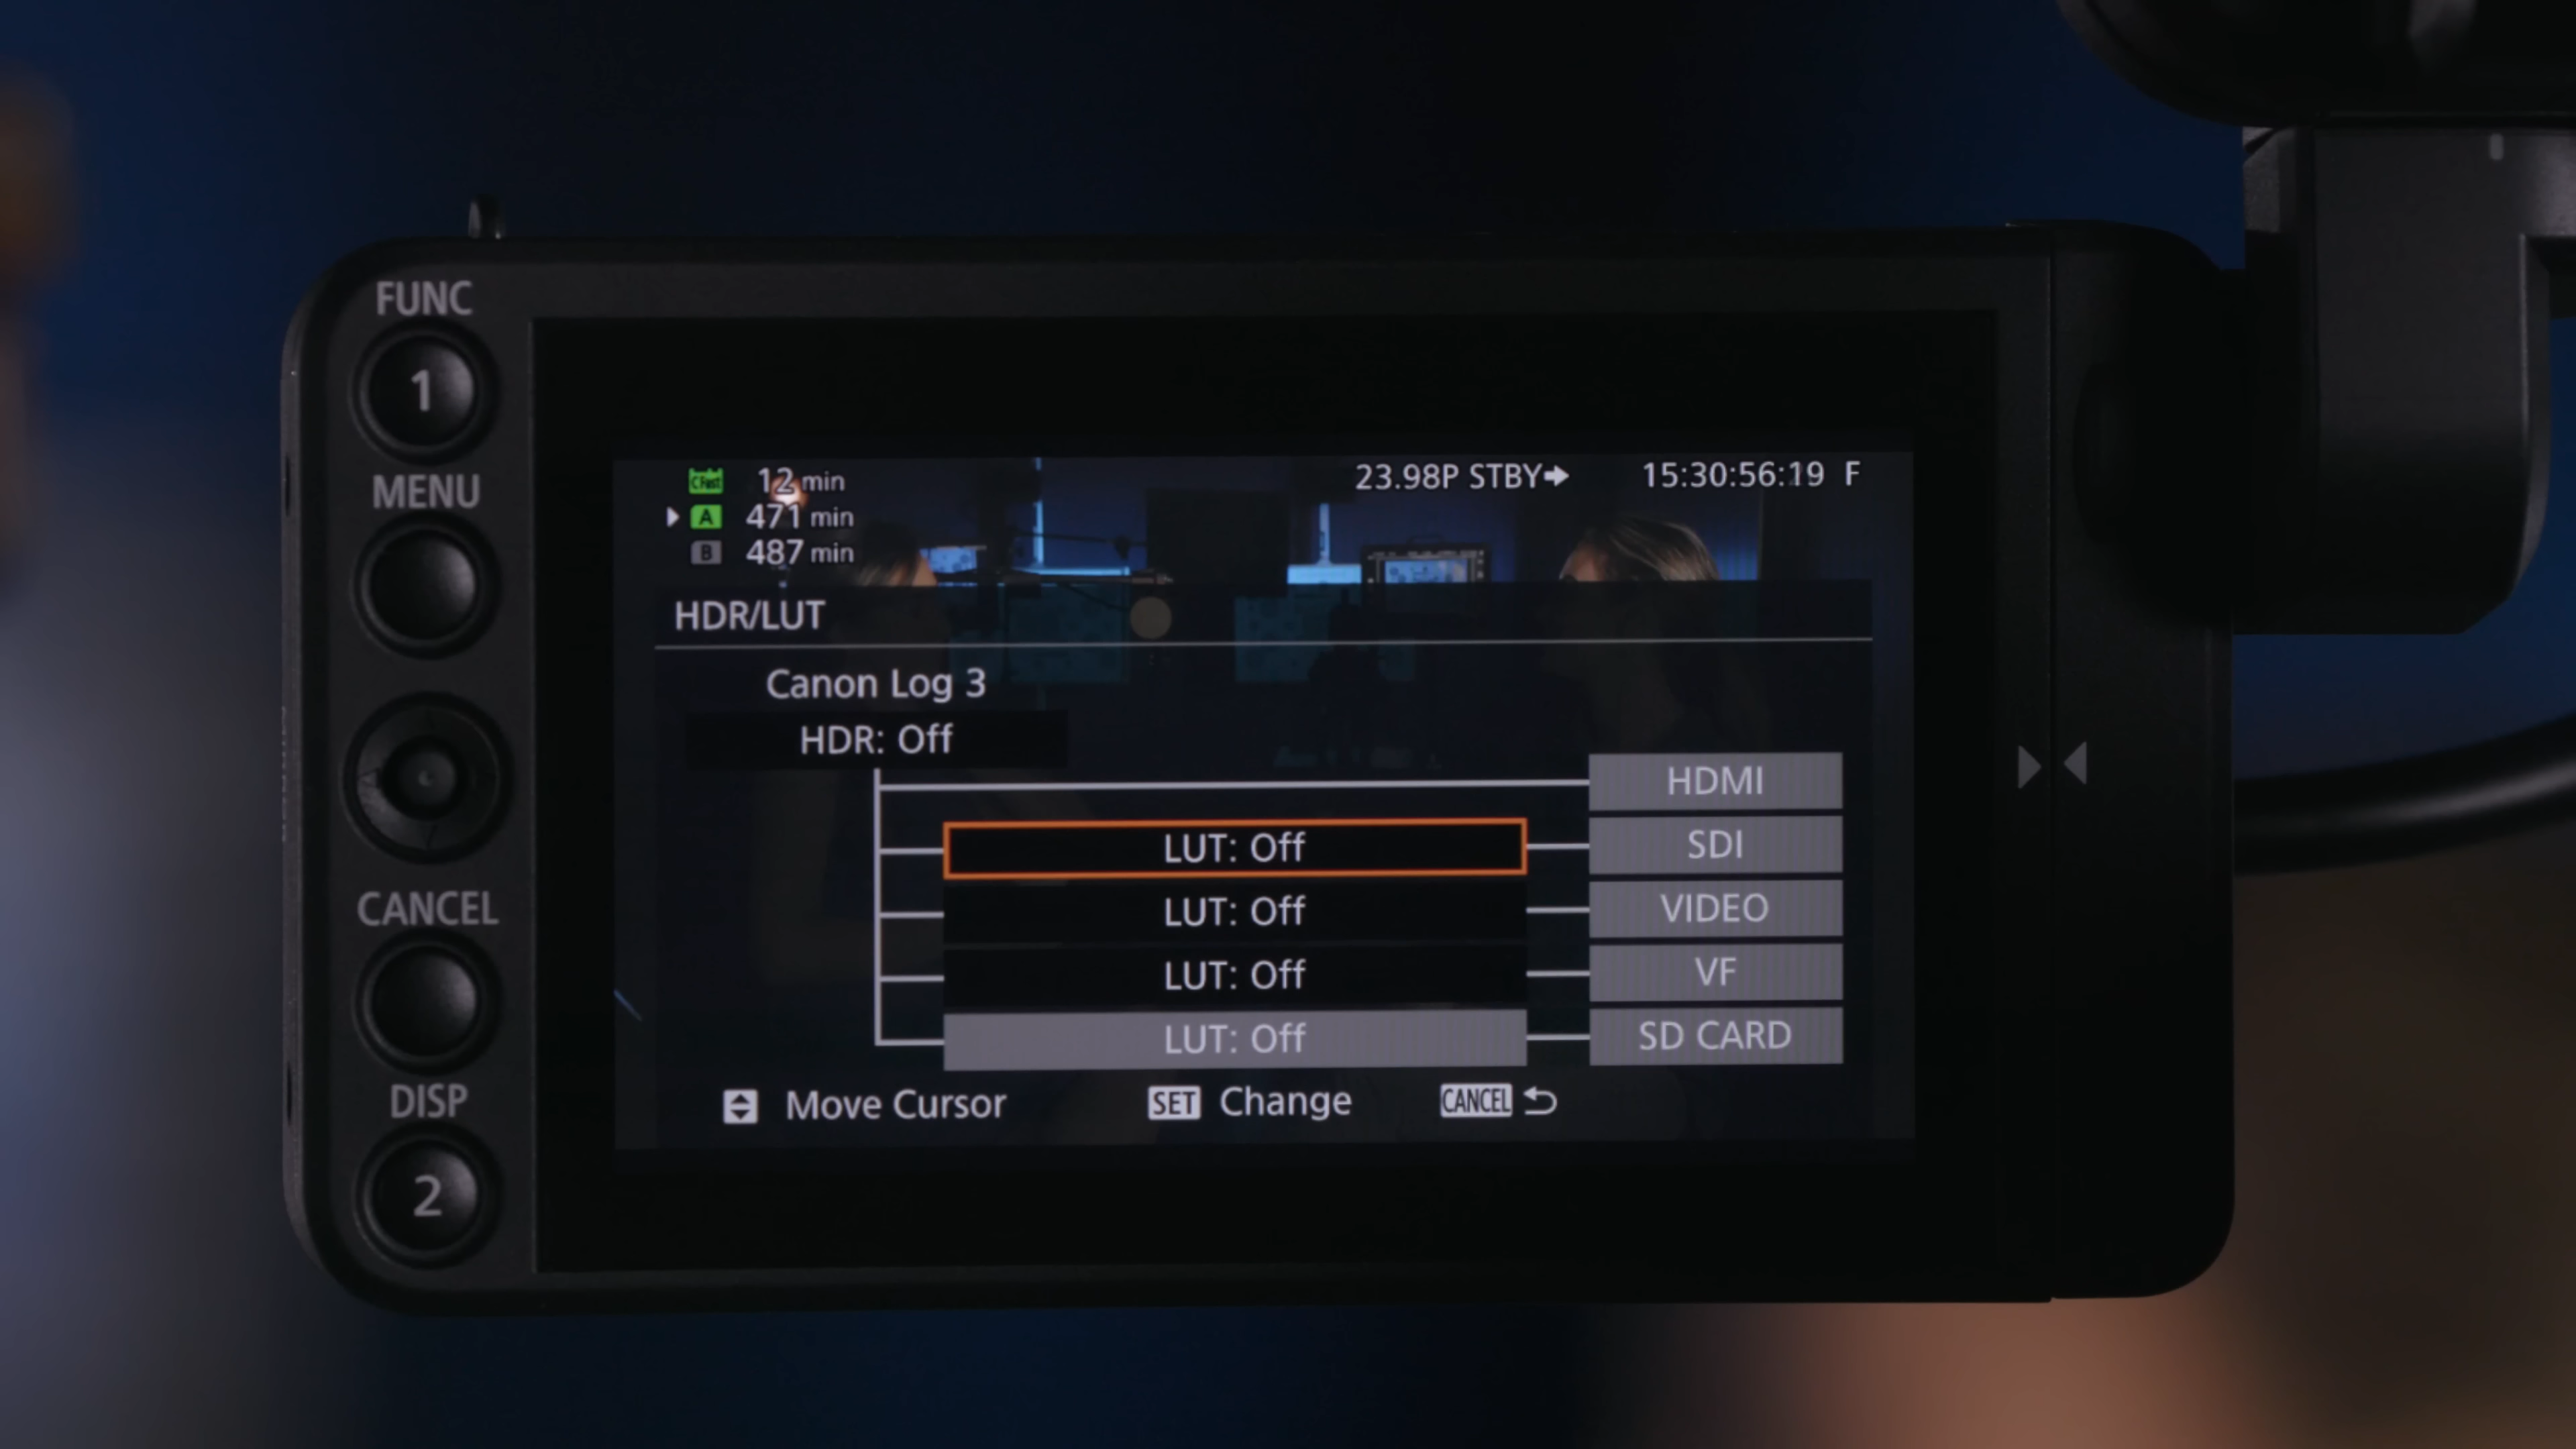 FUNC
1
MENU
CANCEL
DISP
2
CFast 12 min
A 471 min
B 487 min
23.98P STBY
15:30:56:19 F
HDR/LUT
Canon Log 3
HDR: Off
HDMI
LUT: Off SDI
LUT: Off VIDEO
LUT: Off VF
LUT: Off SD CARD
Move Cursor SET Change CANCEL